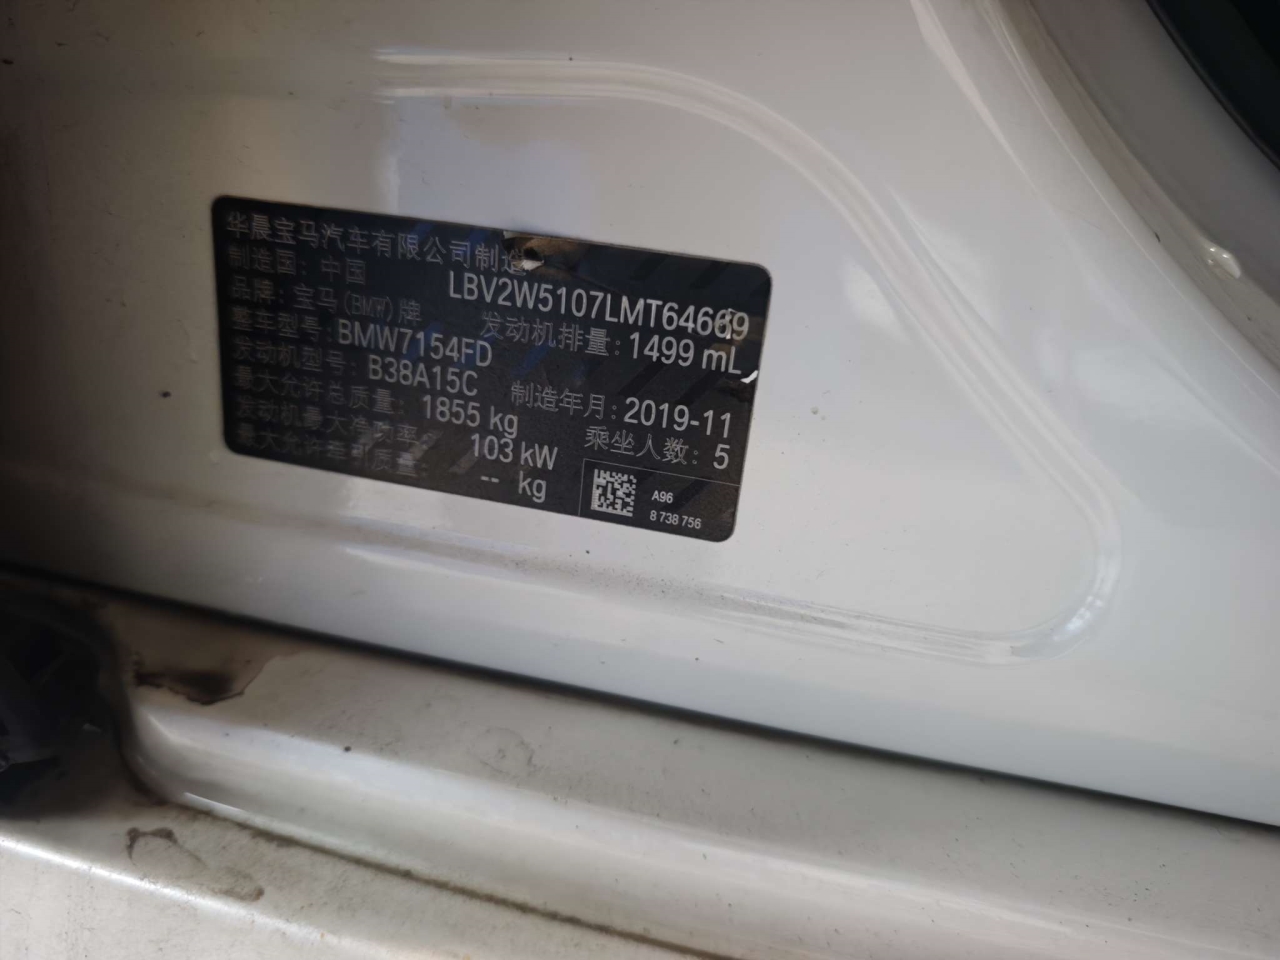 华晨宝马汽车有限公司制造
制造国：中国 LBV2W5107LMT64669
品牌：宝马(BMW)牌 发动机排量：1499 mL
整车型号：BMW7154FD
发动机型号：B38A15C 制造年月：2019-11
最大允许总质量：1855 kg 乘坐人数：5
发动机最大净功率：103 kW
最大允许牵引质量：-- kg
A96
8 738 756